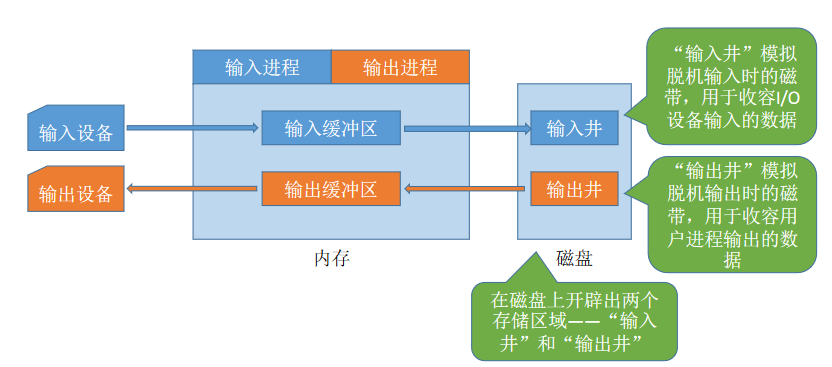 输入进程
输出进程
输入设备
输入缓冲区
输入井
输出设备
输出缓冲区
输出井
内存
磁盘
“输入井”模拟
脱机输入时的磁
带，用于收容I/O
设备输入的数据
“输出井”模拟
脱机输出时的磁
带，用于收容用
户进程输出的数
据
在磁盘上开辟出两个
存储区域——“输入
井”和“输出井”